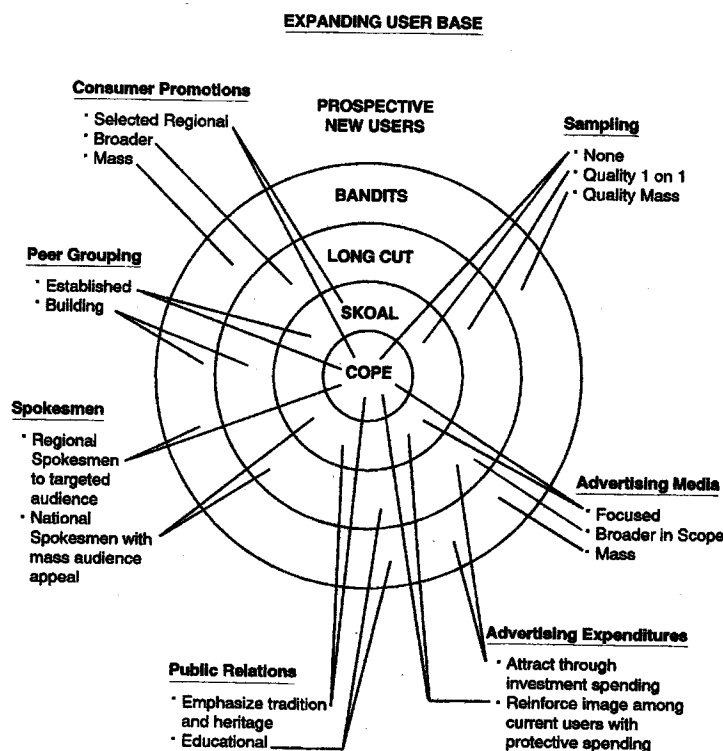 EXPANDING USER BASE
Consumer Promotions
· Selected Regional
· Broader
· Mass
PROSPECTIVE
NEW USERS
Sampling
· None
· Quality 1 on 1
· Quality Mass
BANDITS
LONG CUT
SKOAL
COPE
Peer Grouping
· Established
· Building
Spokesmen
· Regional
Spokesmen
to targeted
audience
· National
Spokesmen with
mass audience
appeal
Advertising Media
· Focused
· Broader in Scope
· Mass
Public Relations
· Emphasize tradition
and heritage
· Educational
Advertising Expenditures
· Attract through
investment spending
· Reinforce image among
current users with
protective spending